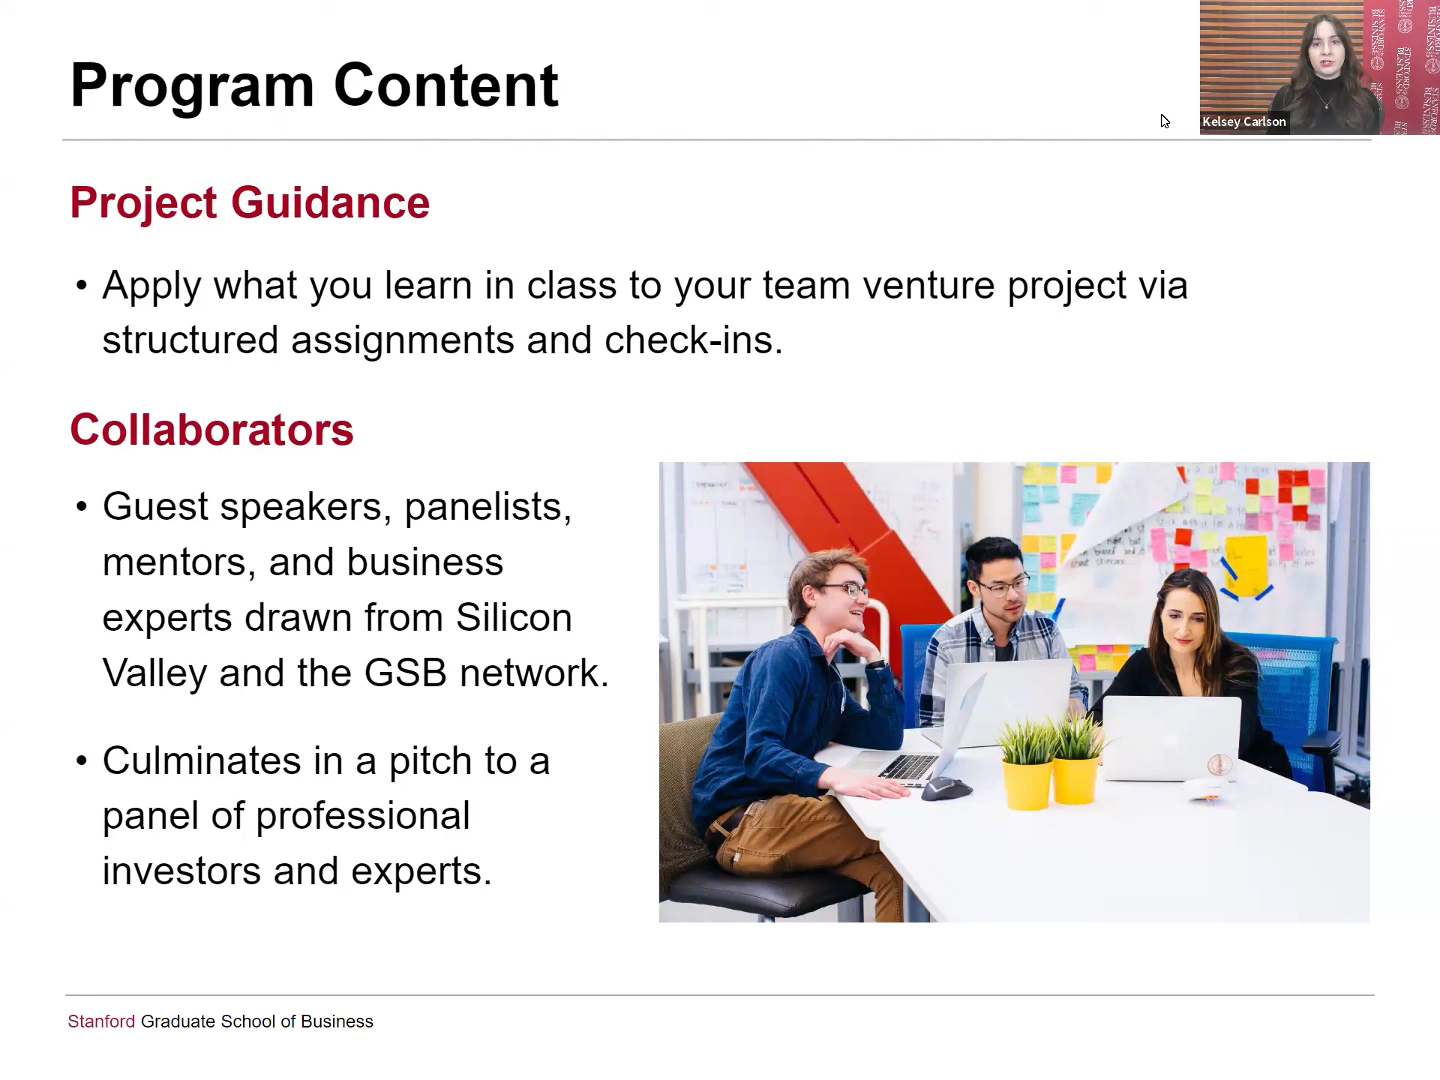 Program Content
Kelsey Carlson
Project Guidance
• Apply what you learn in class to your team venture project via
structured assignments and check-ins.
Collaborators
• Guest speakers, panelists,
mentors, and business
experts drawn from Silicon
Valley and the GSB network.
• Culminates in a pitch to a
panel of professional
investors and experts.
Stanford Graduate School of Business
STANFORD
BUSINESS